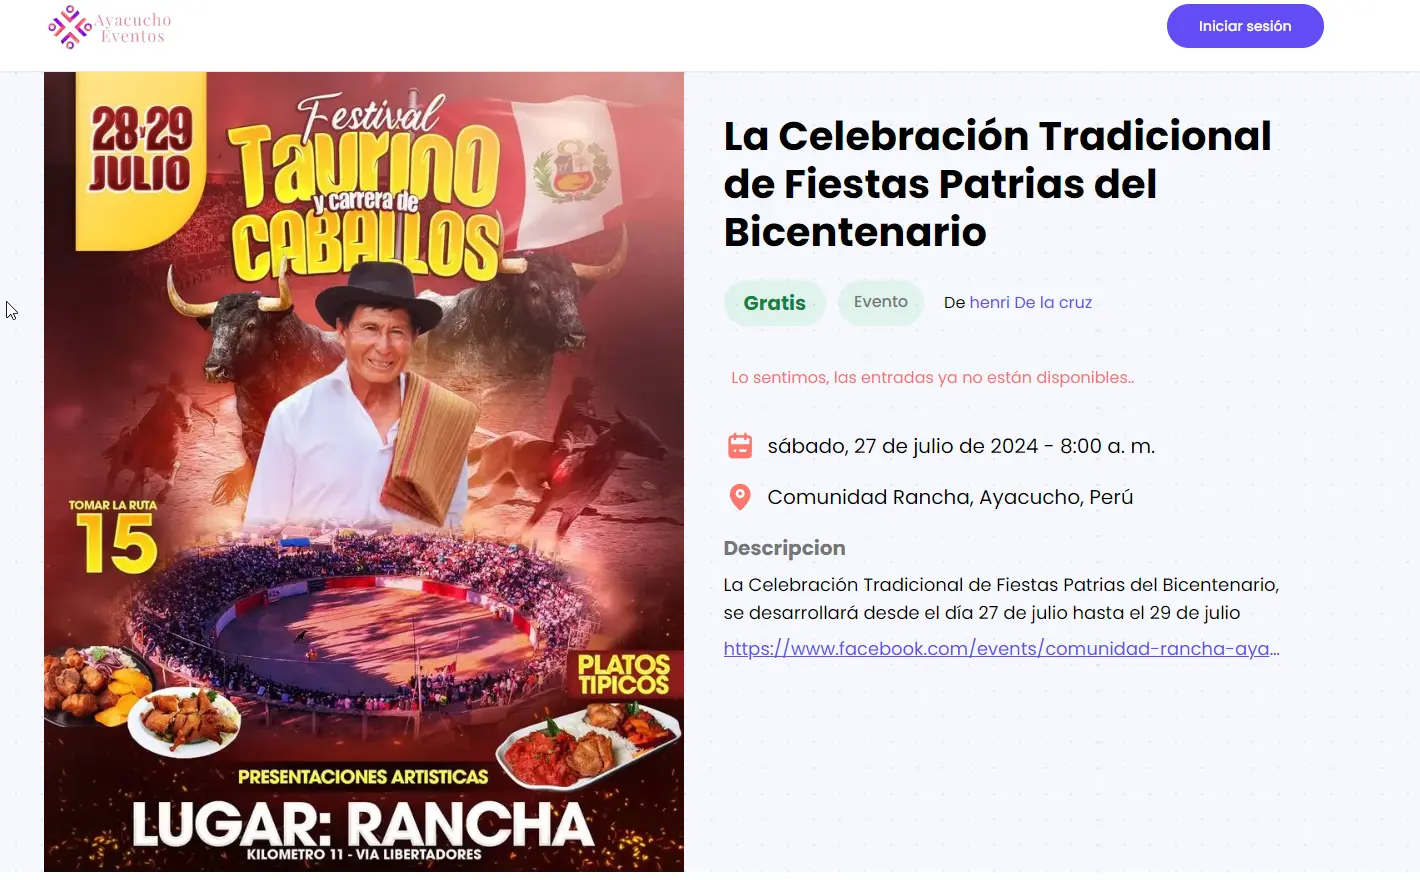 Ayacucho
Eventos
Iniciar sesión
28 Y 29
JULIO
Festival
Taurino
y carrera de
CABALLOS
TOMAR LA RUTA
15
PLATOS
TIPICOS
PRESENTACIONES ARTISTICAS
LUGAR: RANCHA
KILOMETRO 11 - VIA LIBERTADORES
La Celebración Tradicional
de Fiestas Patrias del
Bicentenario
Gratis
Evento
De henri De la cruz
Lo sentimos, las entradas ya no están disponibles..
sábado, 27 de julio de 2024 - 8:00 a. m.
Comunidad Rancha, Ayacucho, Perú
Descripcion
La Celebración Tradicional de Fiestas Patrias del Bicentenario,
se desarrollará desde el día 27 de julio hasta el 29 de julio
https://www.facebook.com/events/comunidad-rancha-aya...